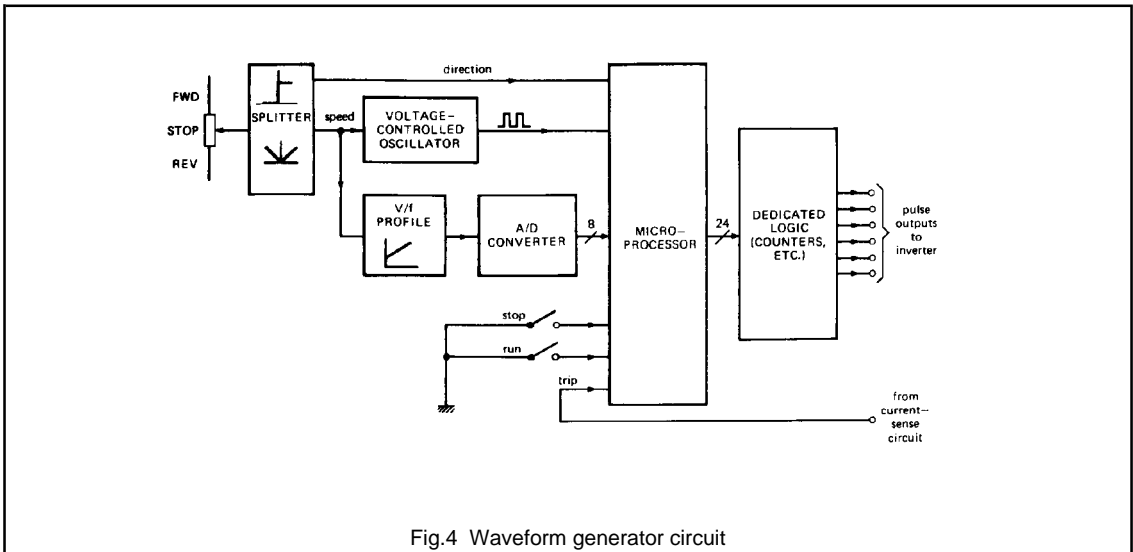 direction
FWD
STOP
REV
SPLITTER
speed
VOLTAGE-
CONTROLLED
OSCILLATOR
V/f
PROFILE
A/D
CONVERTER
8
MICRO-
PROCESSOR
24
DEDICATED
LOGIC
(COUNTERS,
ETC.)
pulse
outputs
to
inverter
stop
run
trip
from
current-
sense
circuit
Fig.4 Waveform generator circuit